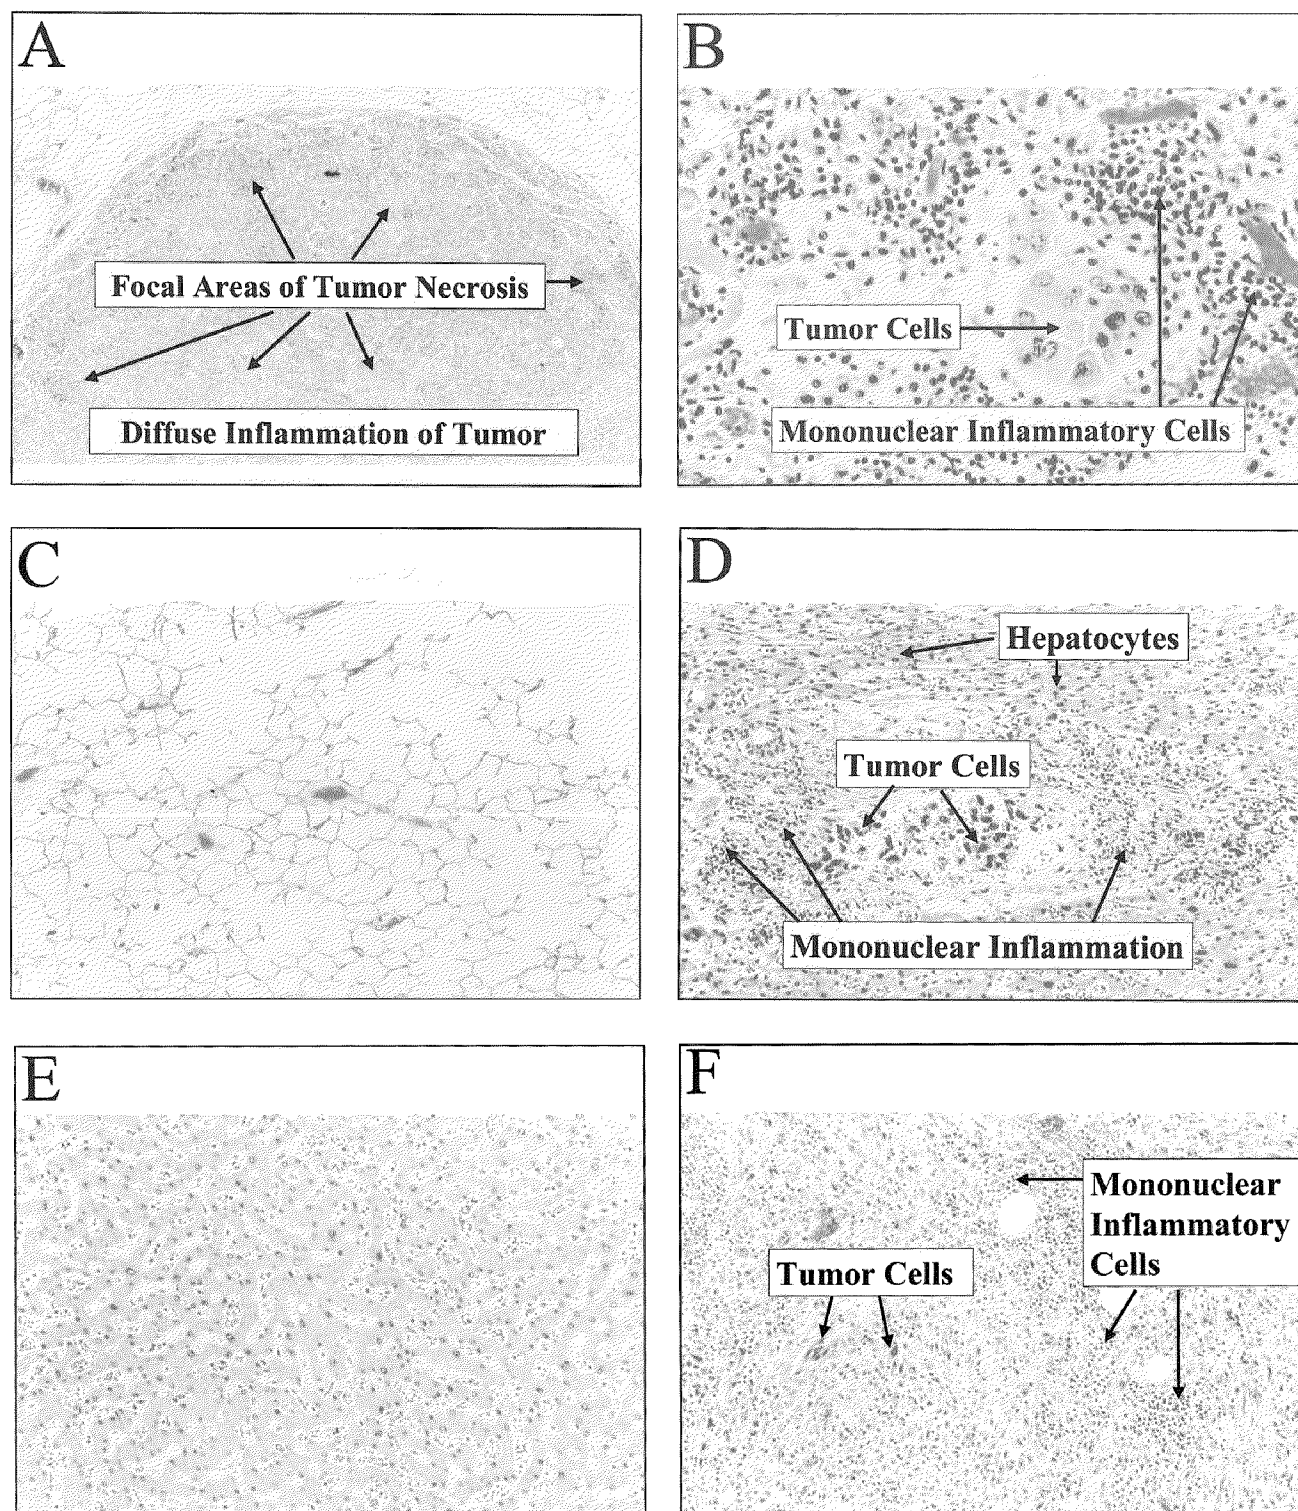 A
Focal Areas of Tumor Necrosis
Diffuse Inflammation of Tumor
B
Tumor Cells
Mononuclear Inflammatory Cells
C
D
Hepatocytes
Tumor Cells
Mononuclear Inflammation
E
F
Mononuclear
Inflammatory
Cells
Tumor Cells